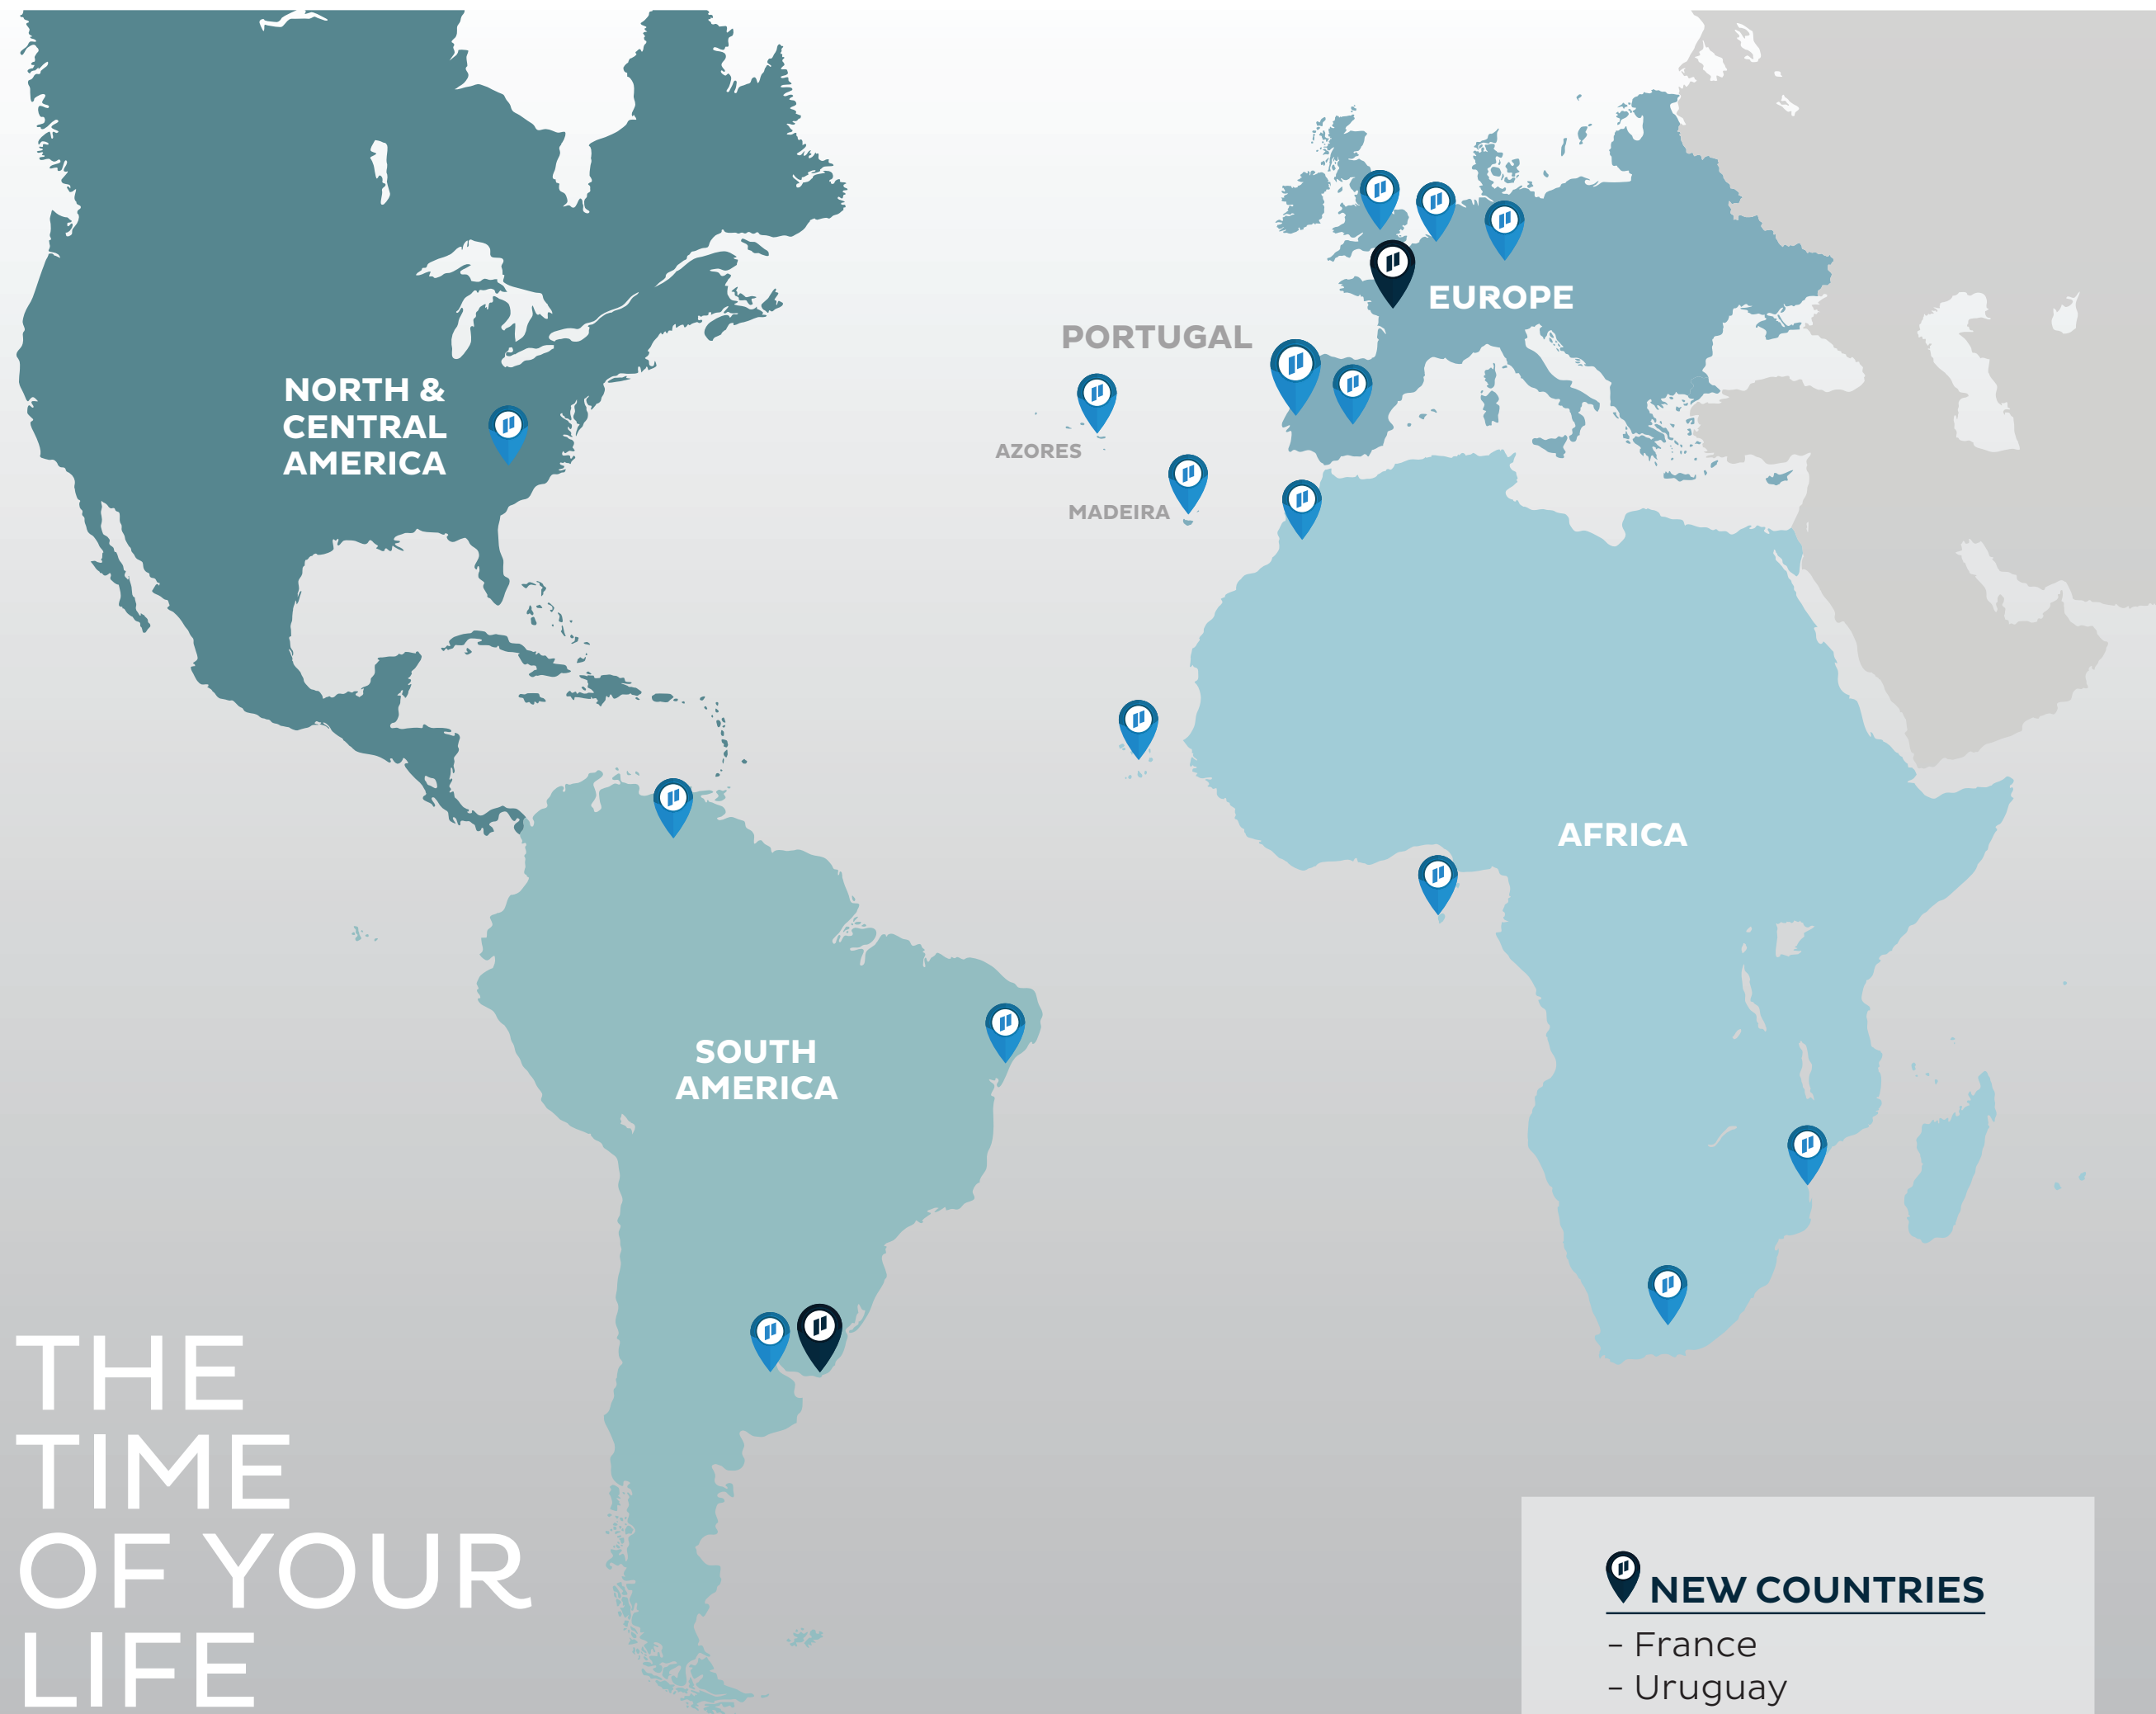 NORTH &
CENTRAL
AMERICA
PORTUGAL
EUROPE
AZORES
MADEIRA
AFRICA
SOUTH
AMERICA
THE
TIME
OF YOUR
LIFE
NEW COUNTRIES
– France
– Uruguay